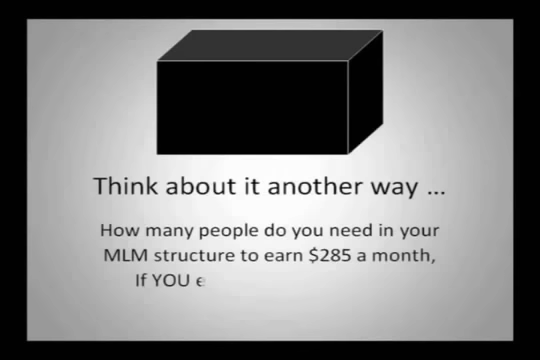 Think about it another way ...
How many people do you need in your
MLM structure to earn $285 a month,
If YOU e